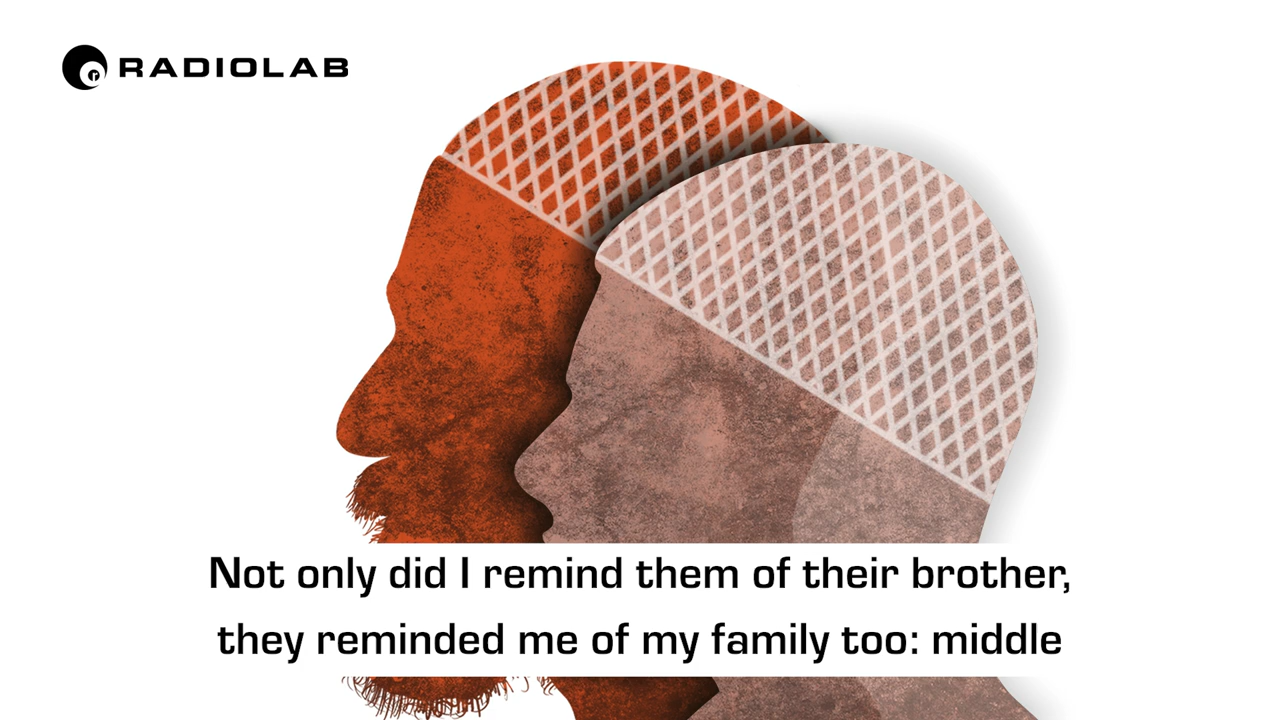 RADIOLAB
Not only did I remind them of their brother,
they reminded me of my family too: middle